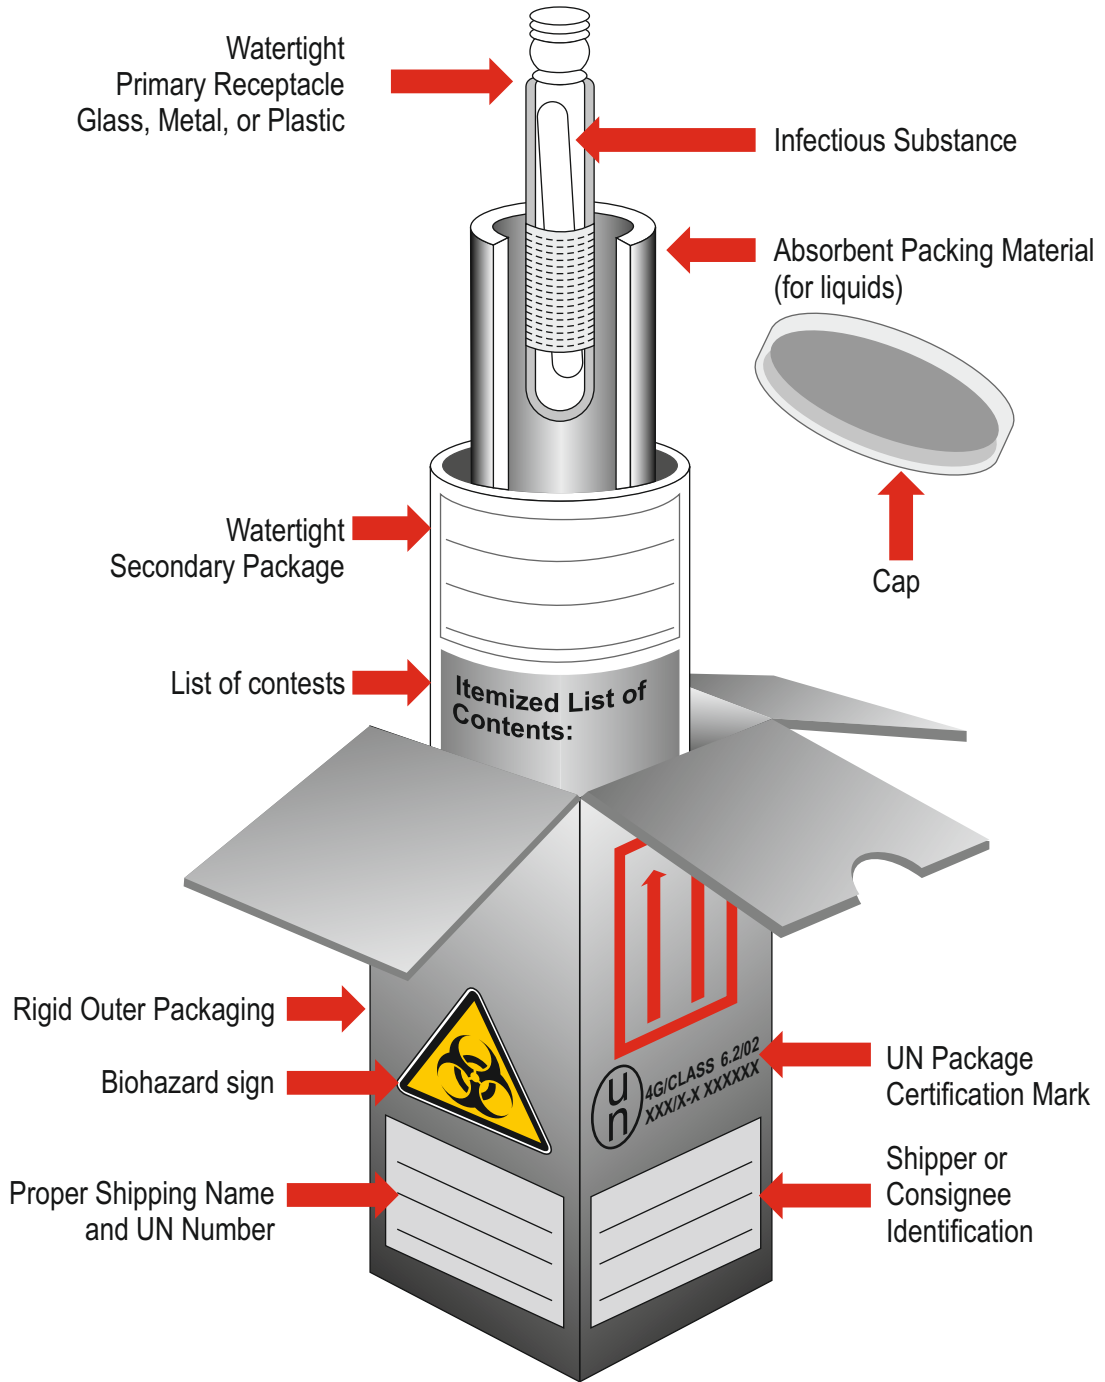 Watertight
Primary Receptacle
Glass, Metal, or Plastic
Infectious Substance
Absorbent Packing Material
(for liquids)
Cap
Watertight
Secondary Package
List of contests
Itemized List of
Contents:
Rigid Outer Packaging
Biohazard sign
Proper Shipping Name
and UN Number
un
4G/CLASS 6.2/02
XXX/X-X XXXXXX
UN Package
Certification Mark
Shipper or
Consignee
Identification